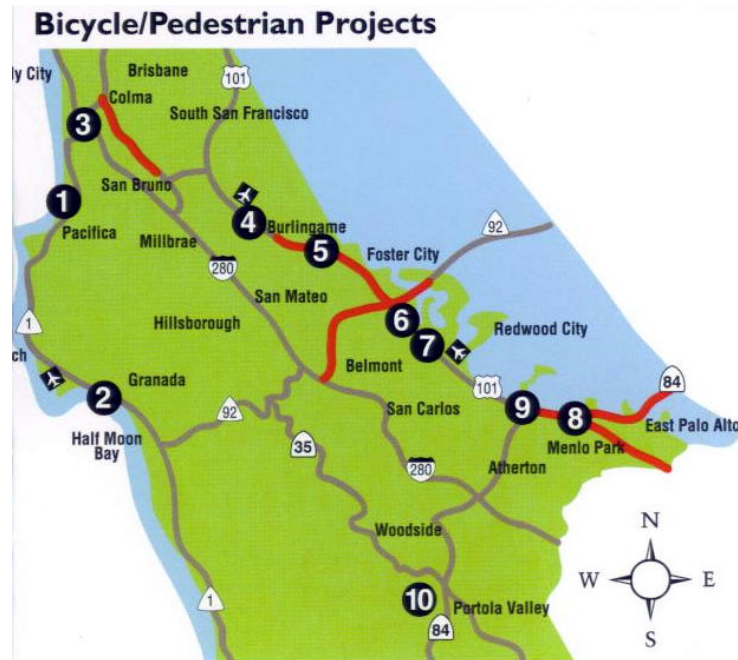 Bicycle/Pedestrian Projects
ly City
Brisbane
101
Colma
South San Francisco
3
San Bruno
1
4
Burlingame
92
Pacifica
5
Millbrae
Foster City
280
San Mateo
1
Hillsborough
6
Redwood City
7
ch
Belmont
Granada
84
101
2
92
San Carlos
9
8
East Palo Alto
Half Moon
Bay
35
Menlo Park
280
Atherton
N
Woodside
W
E
1
10
Portola Valley
S
84